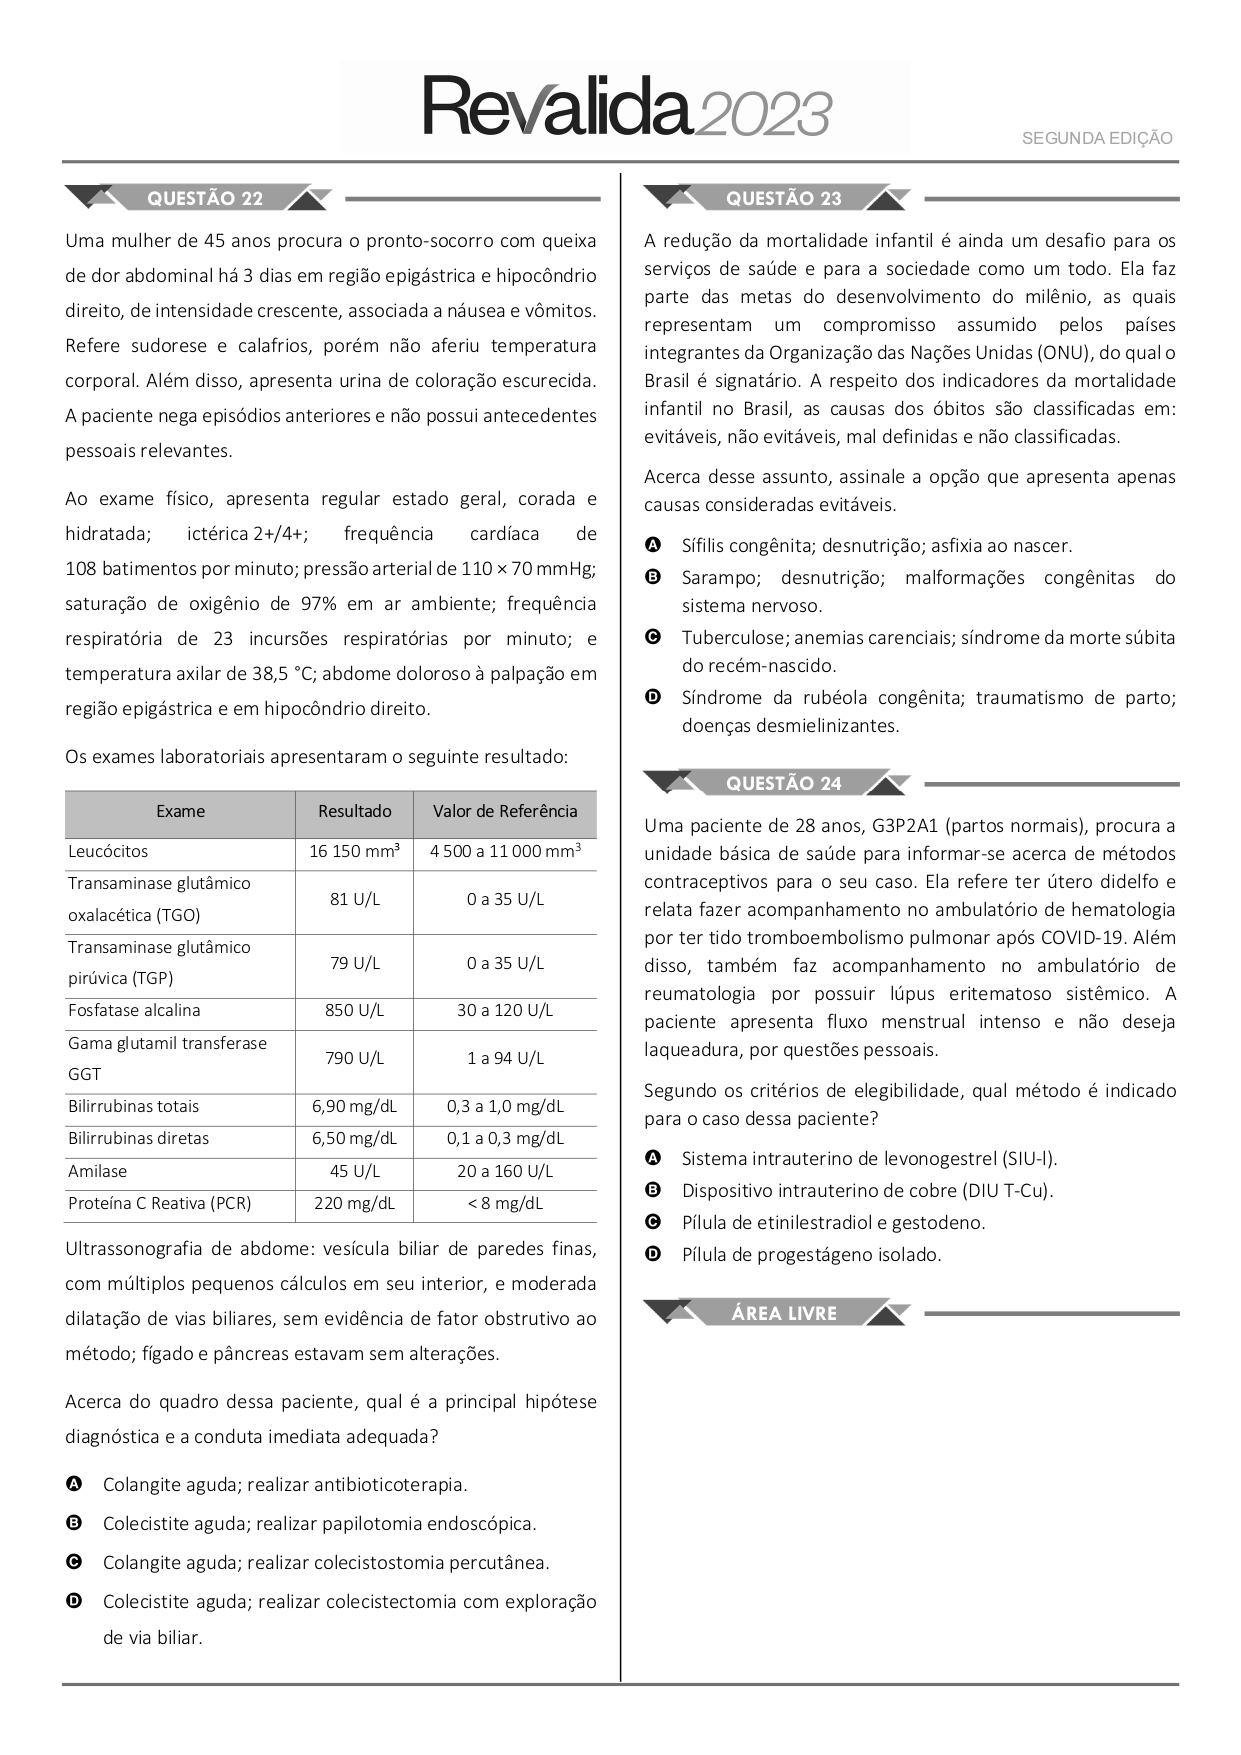 Revalida2023
SEGUNDA EDIÇÃO
QUESTÃO 22
Uma mulher de 45 anos procura o pronto-socorro com queixa
de dor abdominal há 3 dias em região epigástrica e hipocôndrio
direito, de intensidade crescente, associada a náusea e vômitos.
Refere sudorese e calafrios, porém não aferiu temperatura
corporal. Além disso, apresenta urina de coloração escurecida.
A paciente nega episódios anteriores e não possui antecedentes
pessoais relevantes.
Ao exame físico, apresenta regular estado geral, corada e
hidratada; ictérica 2+/4+; frequência cardíaca de
108 batimentos por minuto; pressão arterial de 110 × 70 mmHg;
saturação de oxigênio de 97% em ar ambiente; frequência
respiratória de 23 incursões respiratórias por minuto; e
temperatura axilar de 38,5 °C; abdome doloroso à palpação em
região epigástrica e em hipocôndrio direito.
Os exames laboratoriais apresentaram o seguinte resultado:
Exame Resultado Valor de Referência
Leucócitos 16 150 mm³ 4 500 a 11 000 mm³
Transaminase glutâmico
oxalacética (TGO) 81 U/L 0 a 35 U/L
Transaminase glutâmico
pirúvica (TGP) 79 U/L 0 a 35 U/L
Fosfatase alcalina 850 U/L 30 a 120 U/L
Gama glutamil transferase
GGT 790 U/L 1 a 94 U/L
Bilirrubinas totais 6,90 mg/dL 0,3 a 1,0 mg/dL
Bilirrubinas diretas 6,50 mg/dL 0,1 a 0,3 mg/dL
Amilase 45 U/L 20 a 160 U/L
Proteína C Reativa (PCR) 220 mg/dL < 8 mg/dL
Ultrassonografia de abdome: vesícula biliar de paredes finas,
com múltiplos pequenos cálculos em seu interior, e moderada
dilatação de vias biliares, sem evidência de fator obstrutivo ao
método; fígado e pâncreas estavam sem alterações.
Acerca do quadro dessa paciente, qual é a principal hipótese
diagnóstica e a conduta imediata adequada?
A Colangite aguda; realizar antibioticoterapia.
B Colecistite aguda; realizar papilotomia endoscópica.
C Colangite aguda; realizar colecistostomia percutânea.
D Colecistite aguda; realizar colecistectomia com exploração
de via biliar.
QUESTÃO 23
A redução da mortalidade infantil é ainda um desafio para os
serviços de saúde e para a sociedade como um todo. Ela faz
parte das metas do desenvolvimento do milênio, as quais
representam um compromisso assumido pelos países
integrantes da Organização das Nações Unidas (ONU), do qual o
Brasil é signatário. A respeito dos indicadores da mortalidade
infantil no Brasil, as causas dos óbitos são classificadas em:
evitáveis, não evitáveis, mal definidas e não classificadas.
Acerca desse assunto, assinale a opção que apresenta apenas
causas consideradas evitáveis.
A Sífilis congênita; desnutrição; asfixia ao nascer.
B Sarampo; desnutrição; malformações congênitas do
sistema nervoso.
C Tuberculose; anemias carenciais; síndrome da morte súbita
do recém-nascido.
D Síndrome da rubéola congênita; traumatismo de parto;
doenças desmielinizantes.
QUESTÃO 24
Uma paciente de 28 anos, G3P2A1 (partos normais), procura a
unidade básica de saúde para informar-se acerca de métodos
contraceptivos para o seu caso. Ela refere ter útero didelfo e
relata fazer acompanhamento no ambulatório de hematologia
por ter tido tromboembolismo pulmonar após COVID-19. Além
disso, também faz acompanhamento no ambulatório de
reumatologia por possuir lúpus eritematoso sistêmico. A
paciente apresenta fluxo menstrual intenso e não deseja
laqueadura, por questões pessoais.
Segundo os critérios de elegibilidade, qual método é indicado
para o caso dessa paciente?
A Sistema intrauterino de levonogestrel (SIU-l).
B Dispositivo intrauterino de cobre (DIU T-Cu).
C Pílula de etinilestradiol e gestodeno.
D Pílula de progestágeno isolado.
ÁREA LIVRE